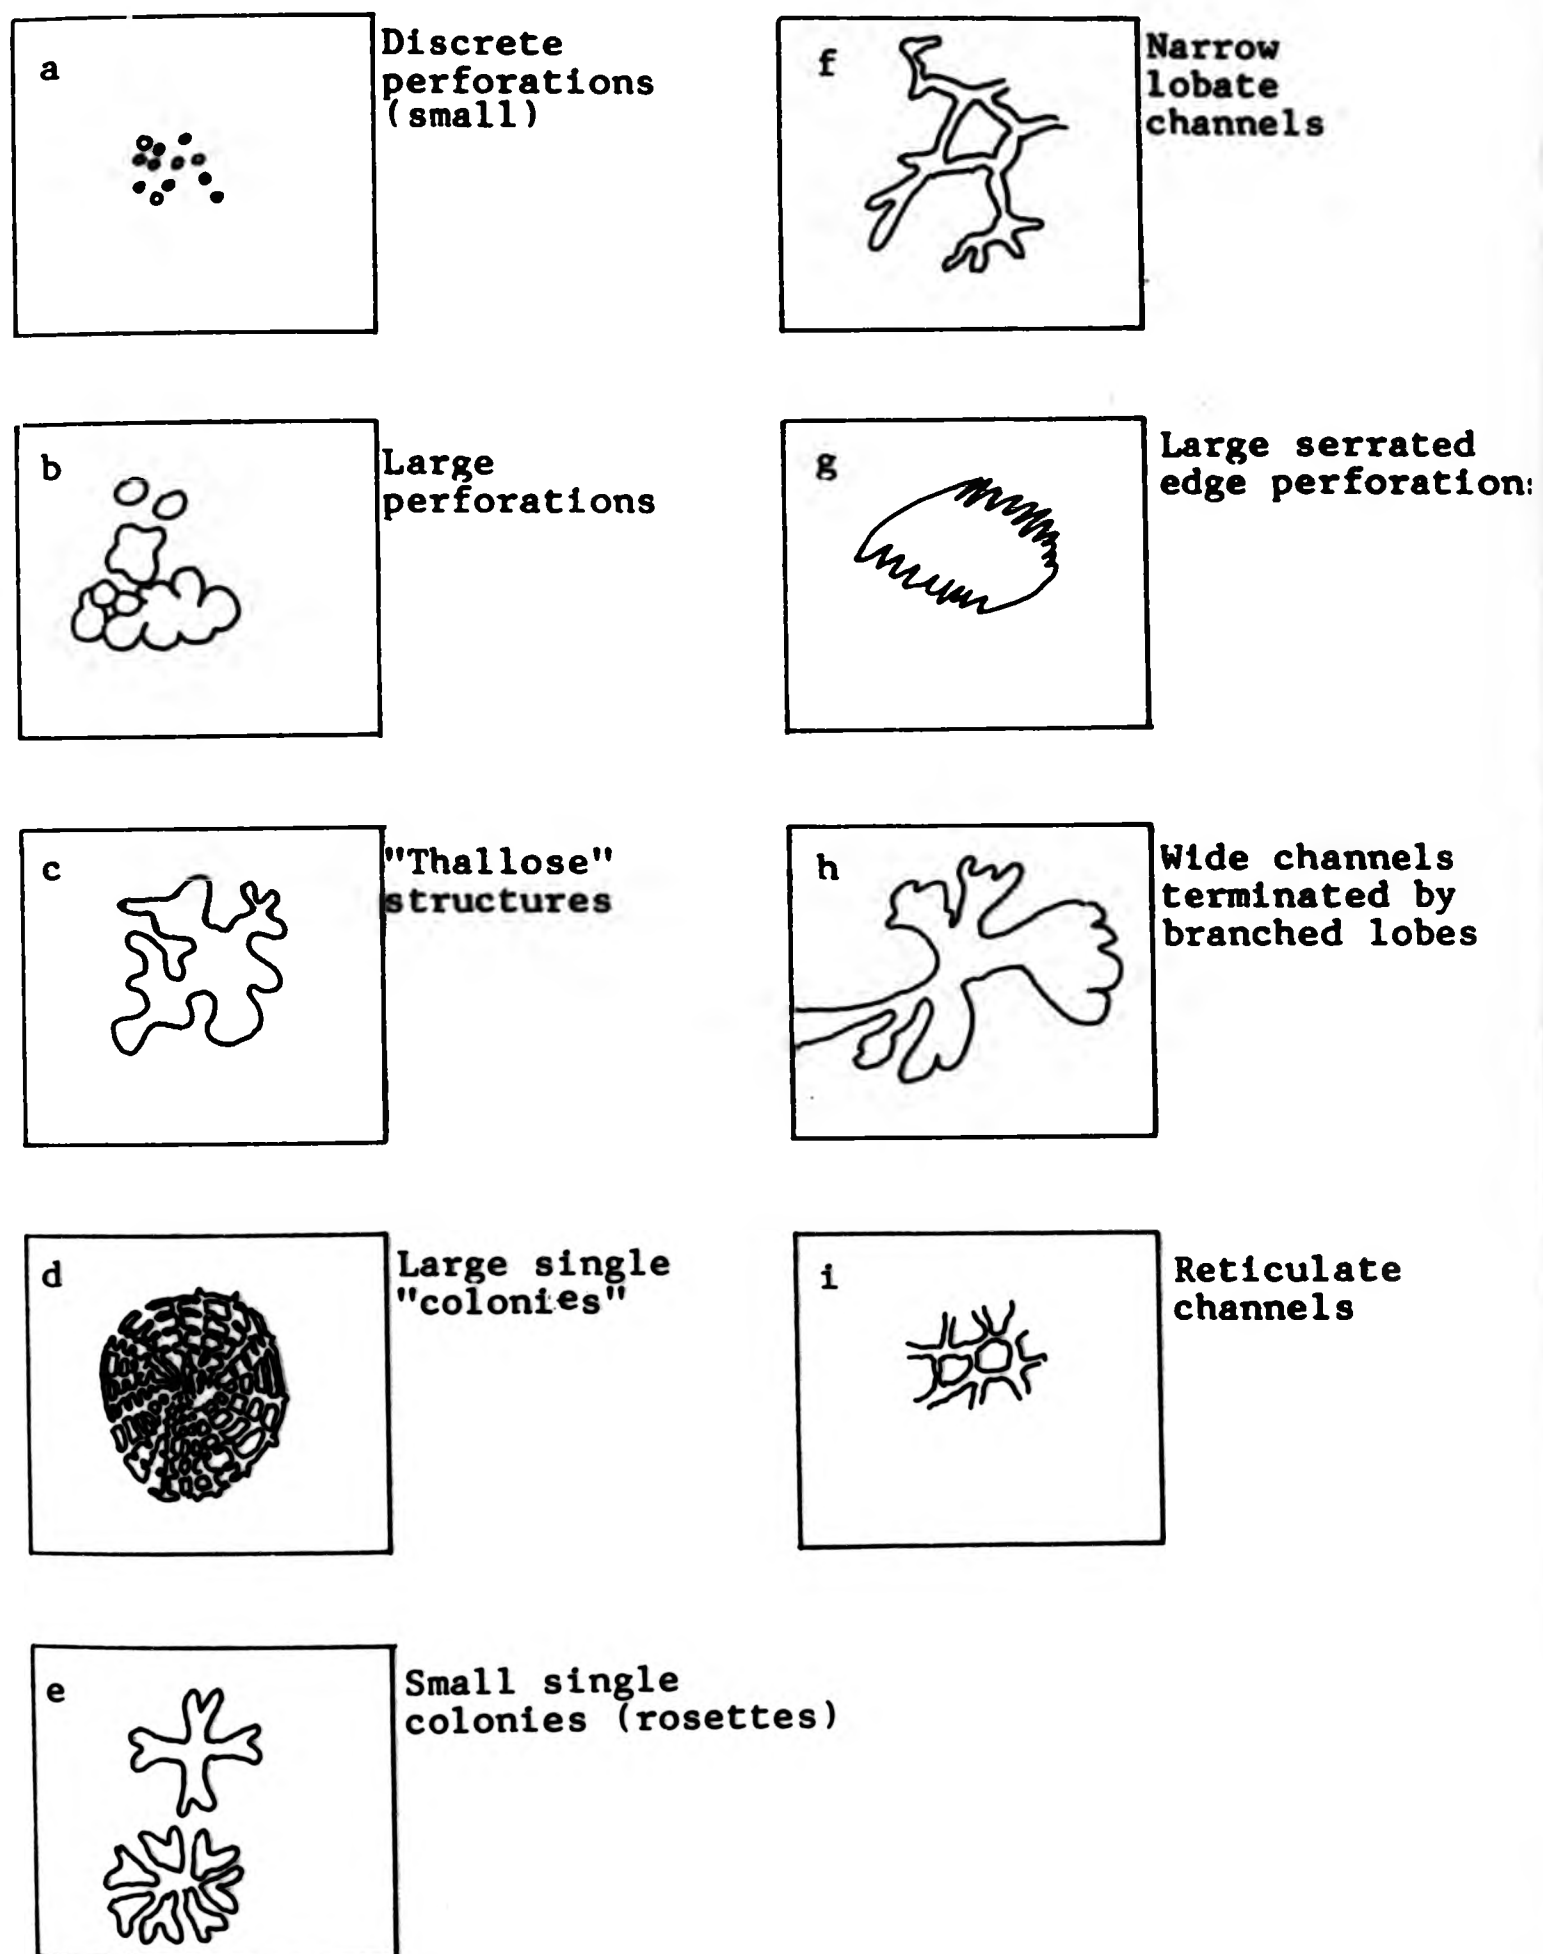 a
Discrete
perforations
(small)
b
Large
perforations
c
"Thallose"
structures
d
Large single
"colonies"
e
Small single
colonies (rosettes)
f
Narrow
lobate
channels
g
Large serrated
edge perforations
h
Wide channels
terminated by
branched lobes
i
Reticulate
channels